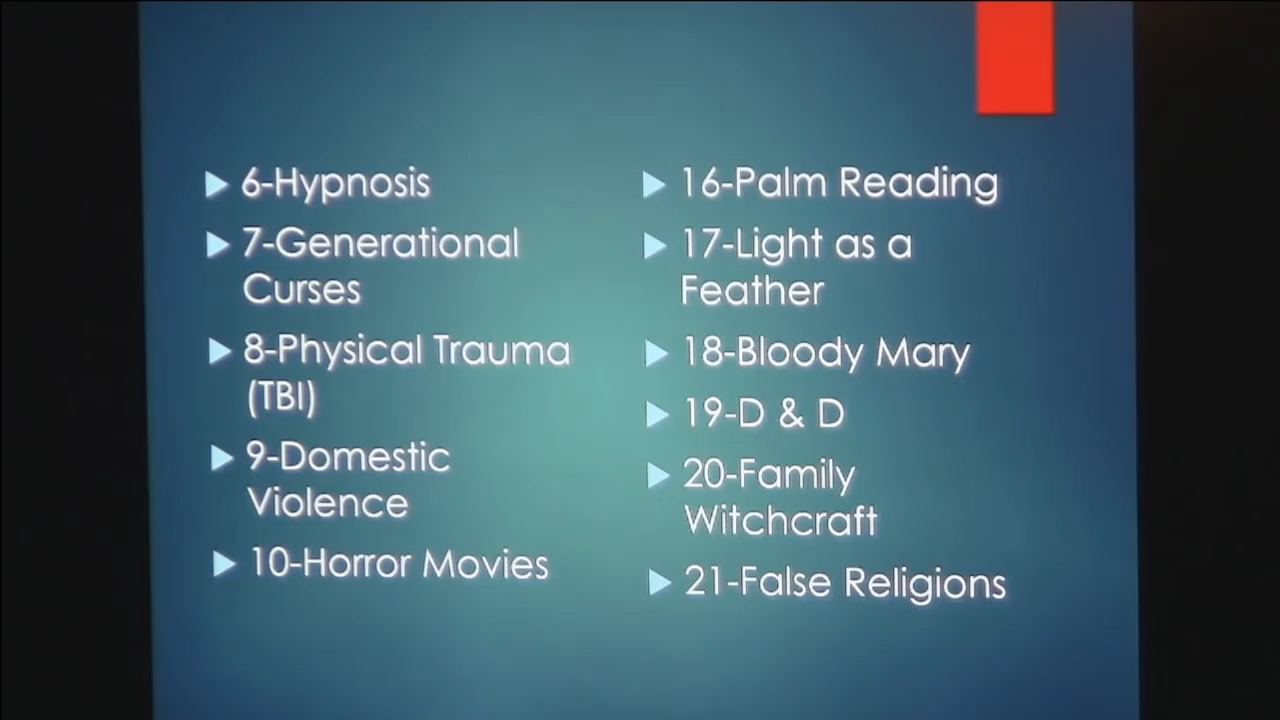 6-Hypnosis
7-Generational
Curses
8-Physical Trauma
(TBI)
9-Domestic
Violence
10-Horror Movies
16-Palm Reading
17-Light as a
Feather
18-Bloody Mary
19-D & D
20-Family
Witchcraft
21-False Religions